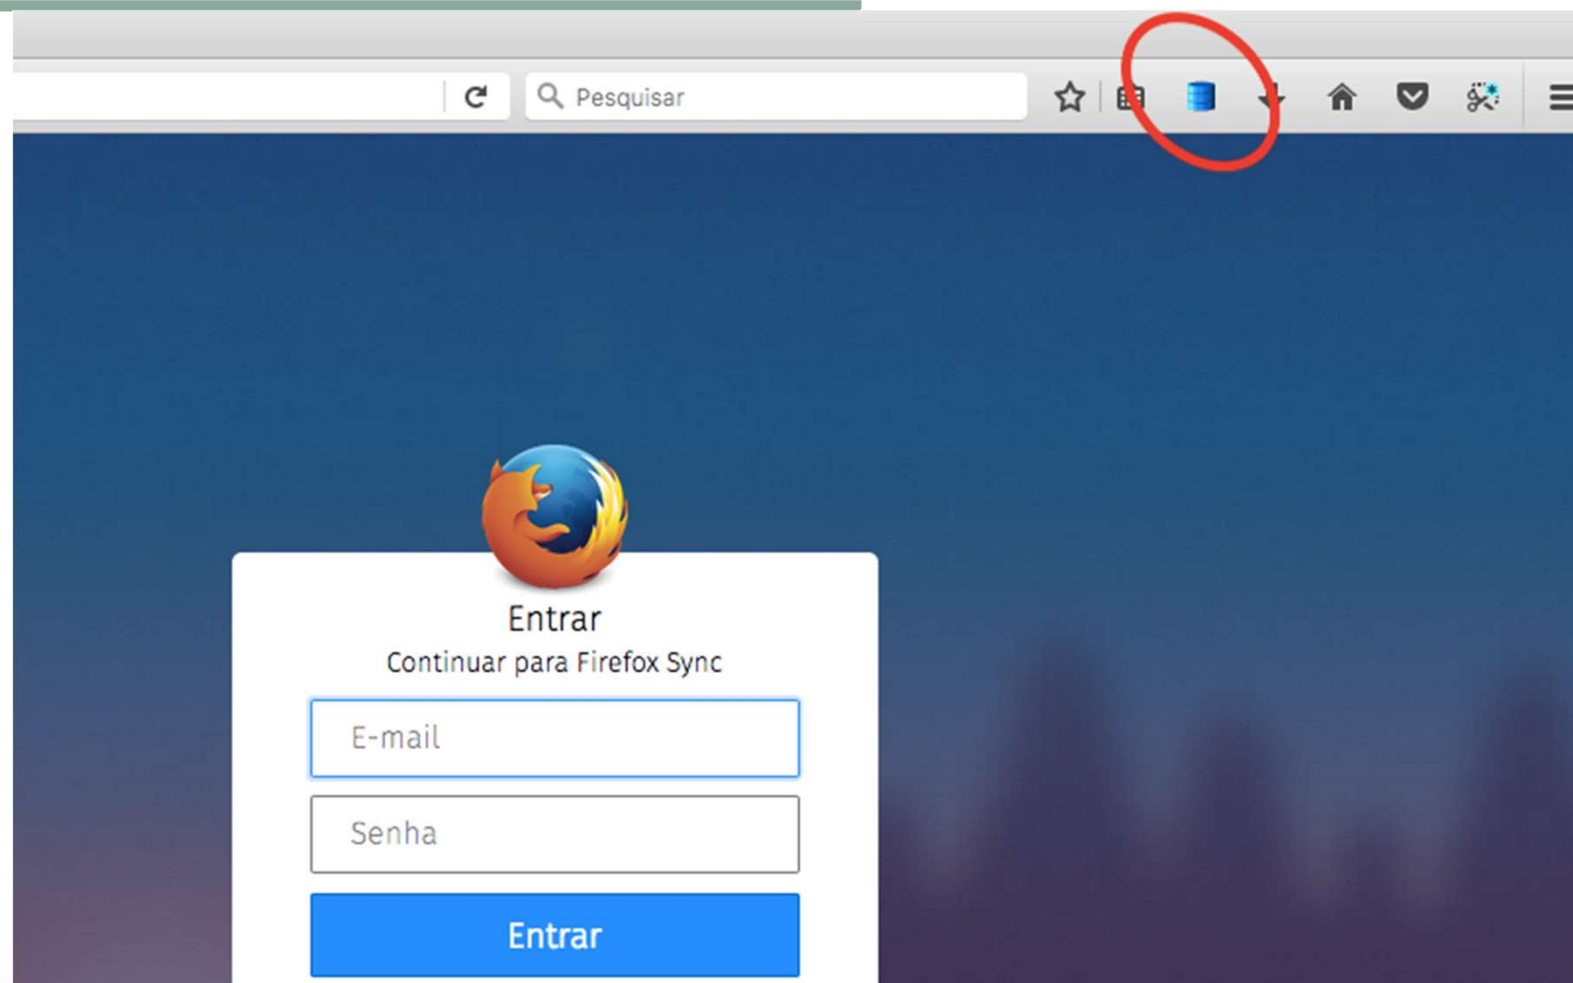 Pesquisar
Entrar
Continuar para Firefox Sync
E-mail
Senha
Entrar